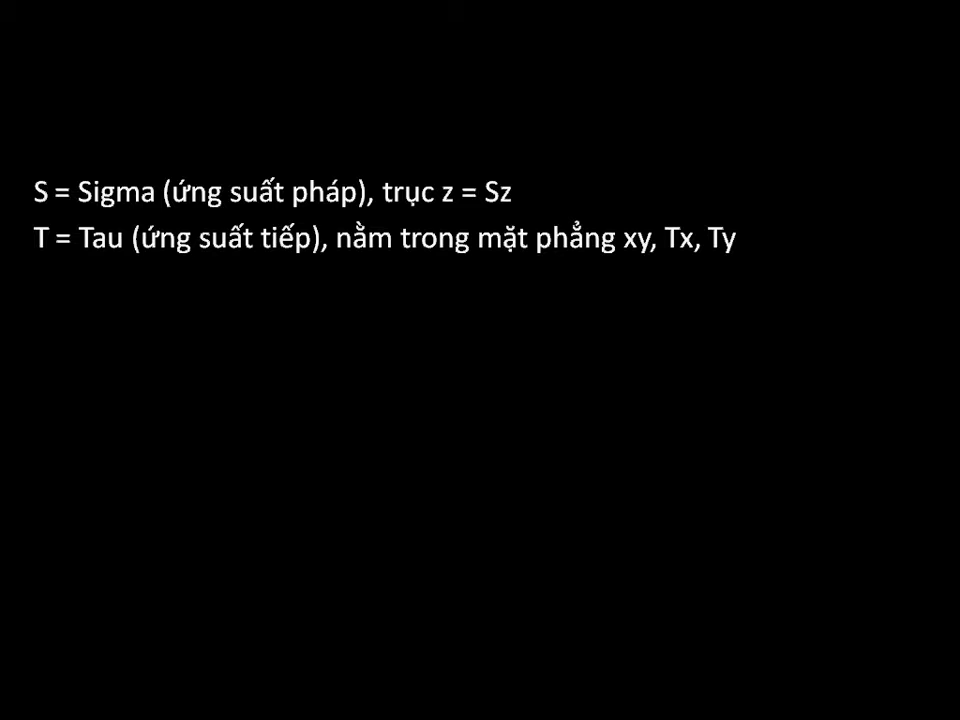 S = Sigma (ứng suất pháp), trục z = Sz
T = Tau (ứng suất tiếp), nằm trong mặt phẳng xy, Tx, Ty